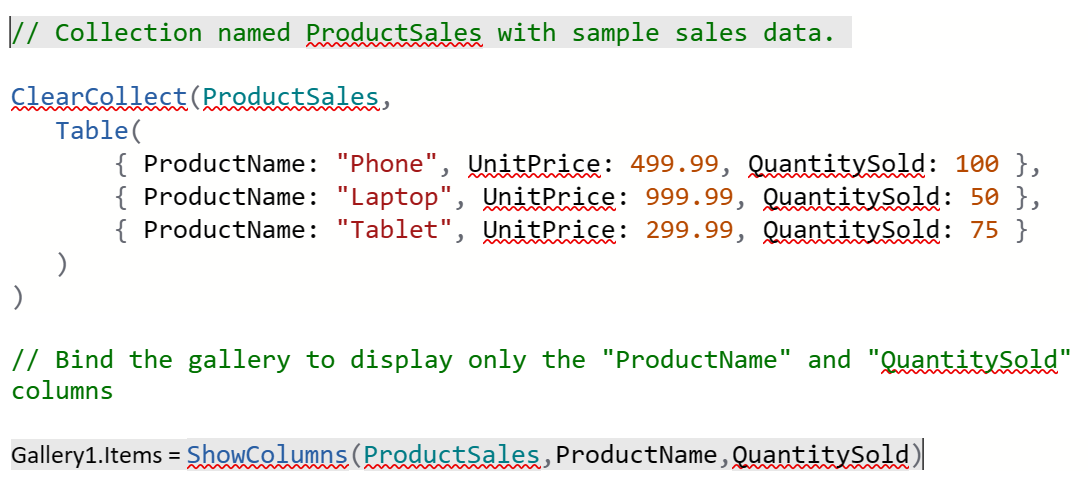 // Collection named ProductSales with sample sales data.
ClearCollect(ProductSales,
Table(
{ ProductName: "Phone", UnitPrice: 499.99, QuantitySold: 100 },
{ ProductName: "Laptop", UnitPrice: 999.99, QuantitySold: 50 },
{ ProductName: "Tablet", UnitPrice: 299.99, QuantitySold: 75 }
)
)
// Bind the gallery to display only the "ProductName" and "QuantitySold"
columns
Gallery1.Items = ShowColumns(ProductSales,ProductName,QuantitySold)